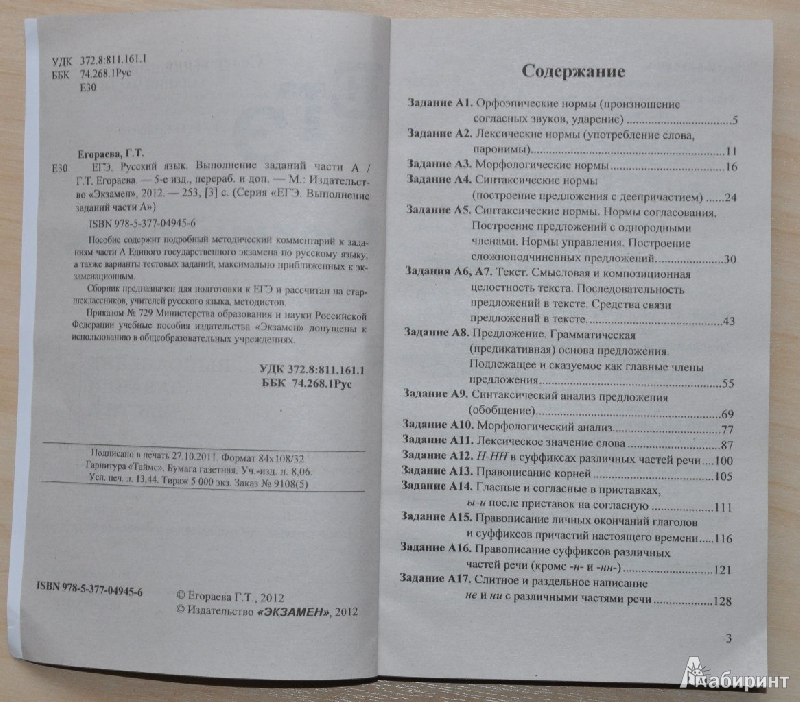 УДК 372.8:811.161.1
ББК 74.268.1Рус
Е30
Егораева, Г.Т.
Е30 ЕГЭ. Русский язык. Выполнение заданий части А /
Г.Т. Егораева. — 5-е изд., перераб. и доп. — М.: Издательст-
во «Экзамен», 2012. — 253, [3] с. (Серия «ЕГЭ. Выполнение
заданий части А»)
ISBN 978-5-377-04945-6
Пособие содержит подробный методический комментарий к зада-
ниям части А Единого государственного экзамена по русскому языку,
а также варианты тестовых заданий, максимально приближенных к эк-
заменационным.
Сборник предназначен для подготовки к ЕГЭ и рассчитан на стар-
шеклассников, учителей русского языка, методистов.
Приказом № 729 Министерства образования и науки Российской
Федерации учебные пособия издательства «Экзамен» допущены к
использованию в общеобразовательных учреждениях.
УДК 372.8:811.161.1
ББК 74.268.1Рус
Подписано в печать 27.10.2011. Формат 84х108/32
Гарнитура «Таймс». Бумага газетная. Уч.-изд. л. 8,06.
Усл. печ. л. 13,44. Тираж 5 000 экз. Заказ № 9108(5)
ISBN 978-5-377-04945-6
© Егораева Г.Т., 2012
© Издательство «ЭКЗАМЕН», 2012
Содержание
Задание А1. Орфоэпические нормы (произношение
согласных звуков, ударение) 5
Задание А2. Лексические нормы (употребление слова,
паронимы) 11
Задание А3. Морфологические нормы 16
Задание А4. Синтаксические нормы
(построение предложения с деепричастием) 24
Задание А5. Синтаксические нормы. Нормы согласования.
Построение предложений с однородными
членами. Нормы управления. Построение
сложноподчиненных предложений 30
Задания А6, А7. Текст. Смысловая и композиционная
целостность текста. Последовательность
предложений в тексте. Средства связи
предложений в тексте. 43
Задание А8. Предложение. Грамматическая
(предикативная) основа предложения.
Подлежащее и сказуемое как главные члены
предложения 55
Задание А9. Синтаксический анализ предложения
(обобщение) 69
Задание А10. Морфологический анализ 77
Задание А11. Лексическое значение слова 87
Задание А12. Н-НН в суффиксах различных частей речи 100
Задание А13. Правописание корней 105
Задание А14. Гласные и согласные в приставках,
ы-и после приставок на согласную 111
Задание А15. Правописание личных окончаний глаголов
и суффиксов причастий настоящего времени 116
Задание А16. Правописание суффиксов различных
частей речи (кроме -н- и -нн-) 121
Задание А17. Слитное и раздельное написание
не и ни с различными частями речи 128
3
Лабиринт